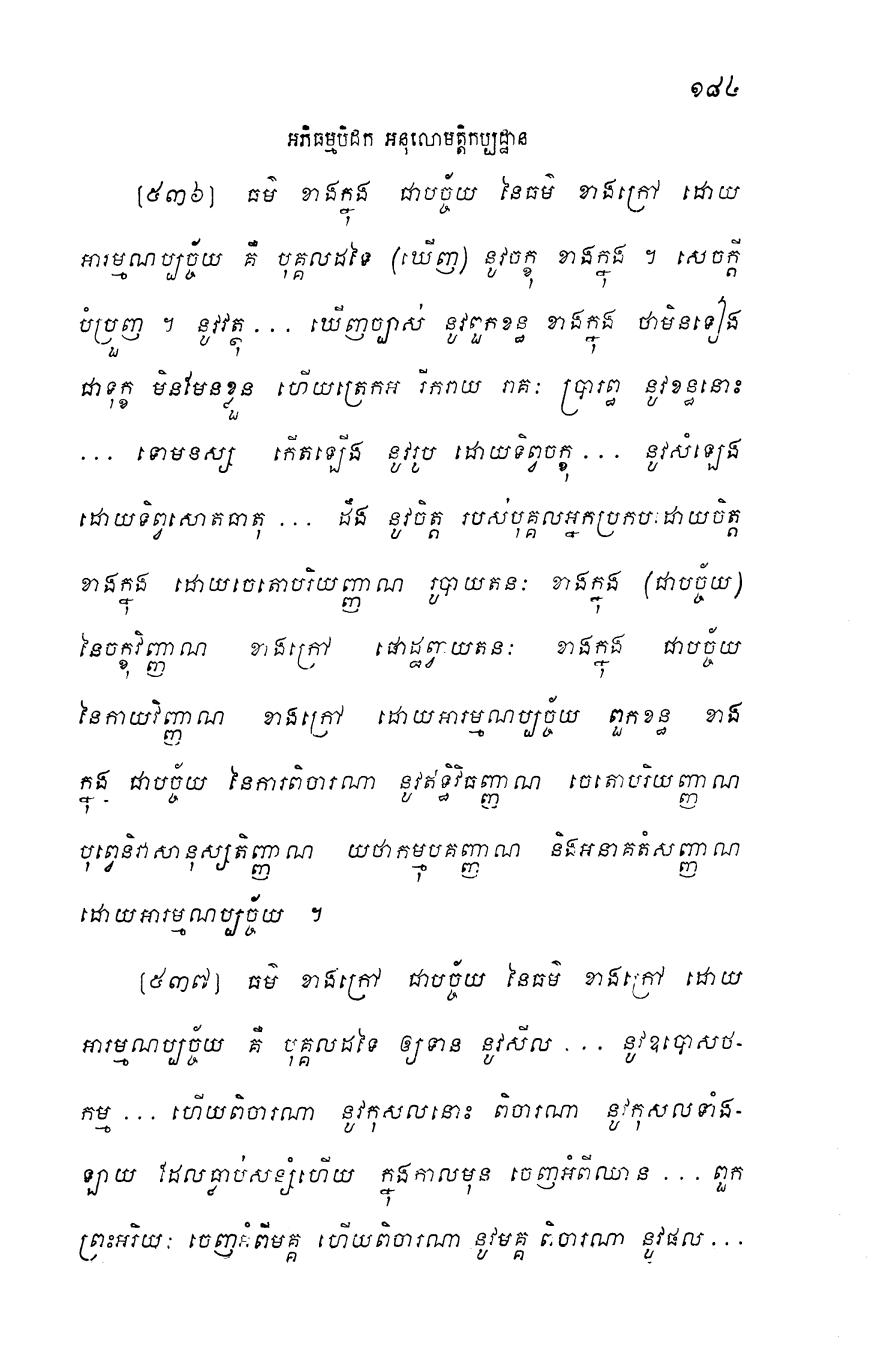 ១៨៤
អភិធម្មបិដក អនុលោមត្តិកប្បដ្ឋាន
[៥៣៦] ធម៌ ខាងក្នុង ជាបច្ច័យ នៃធម៌ ខាងក្រៅ ដោយ
អារម្មណប្បច្ច័យ គឺ បុគ្គលដទៃ (ឃើញ) នូវចក្ខុ ខាងក្នុង ។ សេចក្តី
បំប្រួញ ។ នូវវត្ថុ ... ឃើញច្បាស់ នូវពួកខន្ធ ខាងក្នុង ថាមិនទៀង
ជាទុក្ខ មិនមែនខ្លួន ហើយត្រេកអរ រីករាយ រាគៈ ប្រារព្ធ នូវខន្ធនោះ
... ទោមនស្ស កើតឡើង នូវរូប ដោយទិព្វចក្ខុ ... នូវសំឡេង
ដោយទិព្វសោតធាតុ ... ដឹង នូវចិត្ត របស់បុគ្គលអ្នកប្រកបដោយចិត្ត
ខាងក្នុង ដោយចេតោបរិយញ្ញាណ រូបាយតនៈ ខាងក្នុង (ជាបច្ច័យ)
នៃចក្ខុវិញ្ញាណ ខាងក្រៅ ផោដ្ឋព្វាយតនៈ ខាងក្នុង ជាបច្ច័យ
នៃកាយវិញ្ញាណ ខាងក្រៅ ដោយអារម្មណប្បច្ច័យ ពួកខន្ធ ខាង
ក្នុង ជាបច្ច័យ នៃការពិចារណា នូវឥទ្ធិវិធញ្ញាណ ចេតោបរិយញ្ញាណ
បុព្វេនិវាសានុស្សតិញ្ញាណ យថាកម្មុបគញ្ញាណ និងអនាគតំសញ្ញាណ
ដោយអារម្មណប្បច្ច័យ ។
[៥៣៧] ធម៌ ខាងក្រៅ ជាបច្ច័យ នៃធម៌ ខាងក្រៅ ដោយ
អារម្មណប្បច្ច័យ គឺ បុគ្គលដទៃ ឲ្យទាន នូវសីល ... នូវឧបោសថ-
កម្ម ... ហើយពិចារណា នូវកុសលនោះ ពិចារណា នូវកុសលទាំង-
ឡាយ ដែលធ្លាប់សន្សំហើយ ក្នុងកាលមុន ចេញអំពីឈាន ... ពួក
ព្រះអរិយៈ ចេញអំពីមគ្គ ហើយពិចារណា នូវមគ្គ ពិចារណា នូវផល ...